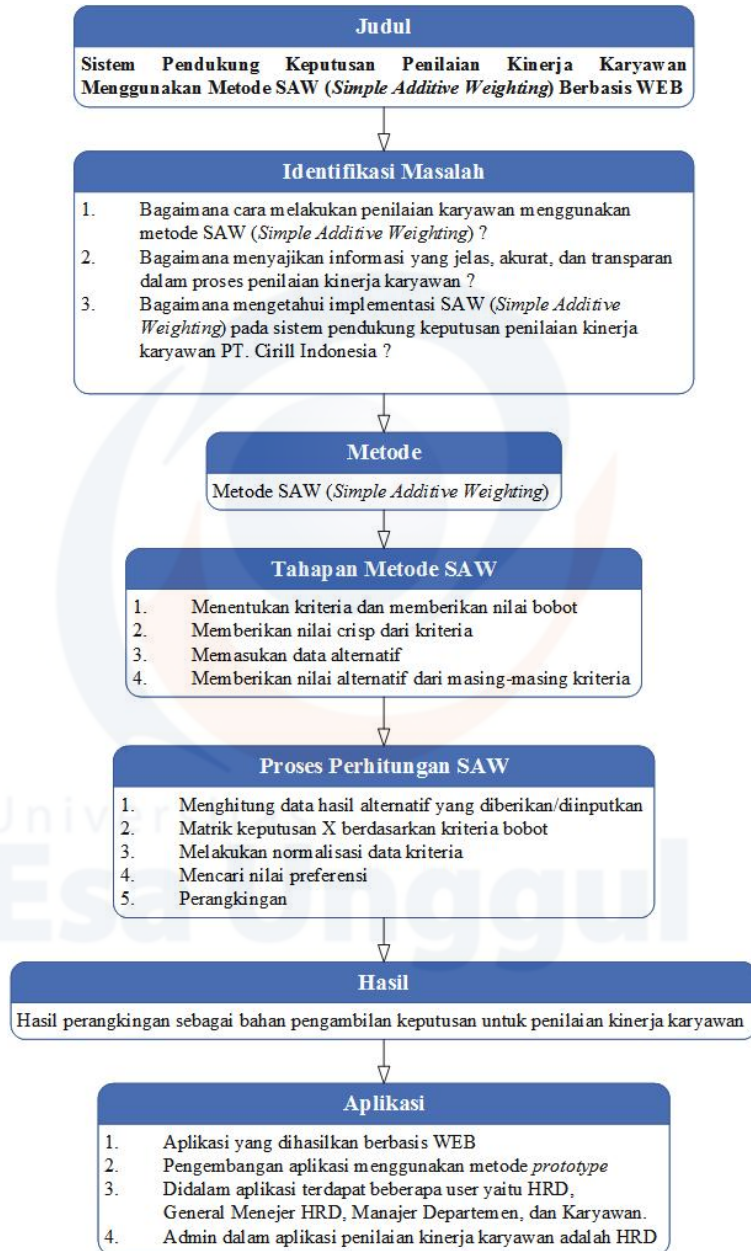 Judul
Sistem Pendukung Keputusan Penilaian Kinerja Karyawan
Menggunakan Metode SAW (Simple Additive Weighting) Berbasis WEB
Identifikasi Masalah
1. Bagaimana cara melakukan penilaian karyawan menggunakan
metode SAW (Simple Additive Weighting) ?
2. Bagaimana menyajikan informasi yang jelas, akurat, dan transparan
dalam proses penilaian kinerja karyawan ?
3. Bagaimana mengetahui implementasi SAW (Simple Additive
Weighting) pada sistem pendukung keputusan penilaian kinerja
karyawan PT. Cirill Indonesia ?
Metode
Metode SAW (Simple Additive Weighting)
Tahapan Metode SAW
1. Menentukan kriteria dan memberikan nilai bobot
2. Memberikan nilai crisp dari kriteria
3. Memasukan data alternatif
4. Memberikan nilai alternatif dari masing-masing kriteria
Proses Perhitungan SAW
1. Menghitung data hasil alternatif yang diberikan/diinputkan
2. Matrik keputusan X berdasarkan kriteria bobot
3. Melakukan normalisasi data kriteria
4. Mencari nilai preferensi
5. Perangkingan
Universitas
Esa Unggul
Hasil
Hasil perangkingan sebagai bahan pengambilan keputusan untuk penilaian kinerja karyawan
Aplikasi
1. Aplikasi yang dihasilkan berbasis WEB
2. Pengembangan aplikasi menggunakan metode prototype
3. Didalam aplikasi terdapat beberapa user yaitu HRD,
General Menejer HRD, Manajer Departemen, dan Karyawan.
4. Admin dalam aplikasi penilaian kinerja karyawan adalah HRD